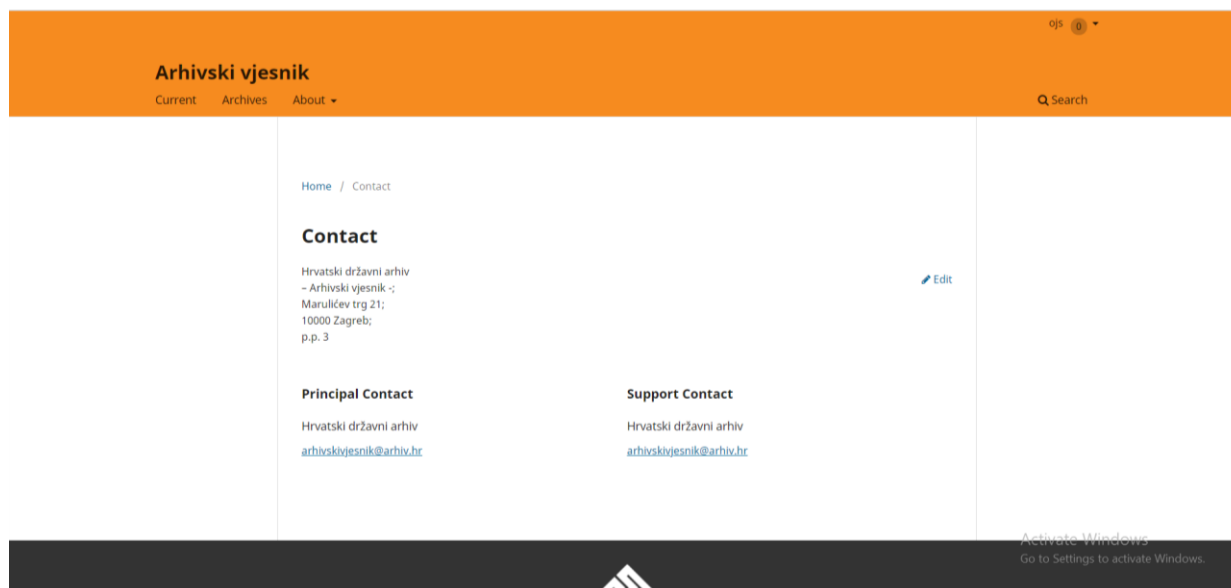 ojs 0
Arhivski vjesnik
Current Archives About
Search
Home / Contact
Contact
Hrvatski državni arhiv
– Arhivski vjesnik -;
Marulićev trg 21;
10000 Zagreb;
p.p. 3
Edit
Principal Contact
Hrvatski državni arhiv
arhivskivjesnik@arhiv.hr
Support Contact
Hrvatski državni arhiv
arhivskivjesnik@arhiv.hr
Activate Windows
Go to Settings to activate Windows.